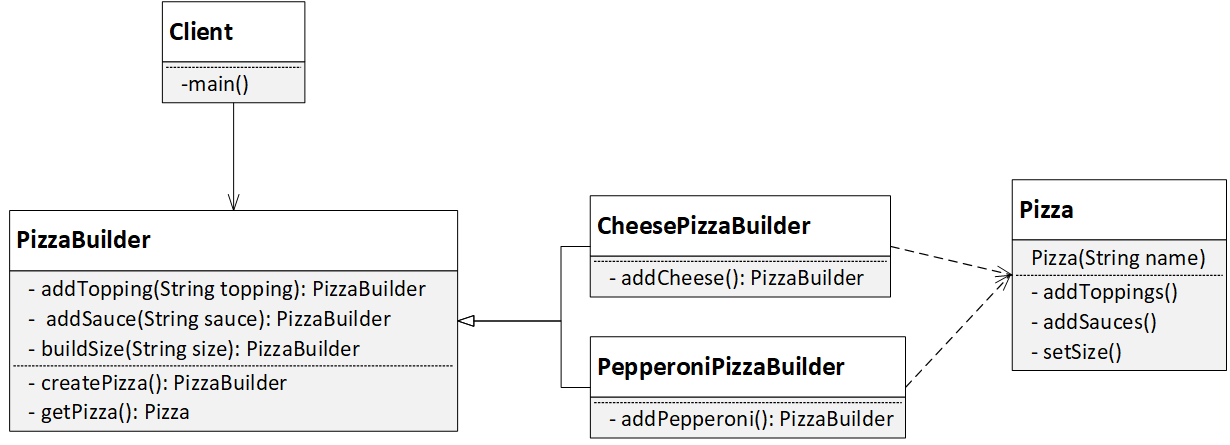 Client
-main()
PizzaBuilder
- addTopping(String topping): PizzaBuilder
- addSauce(String sauce): PizzaBuilder
- buildSize(String size): PizzaBuilder
- createPizza(): PizzaBuilder
- getPizza(): Pizza
CheesePizzaBuilder
- addCheese(): PizzaBuilder
PepperoniPizzaBuilder
- addPepperoni(): PizzaBuilder
Pizza
Pizza(String name)
- addToppings()
- addSauces()
- setSize()